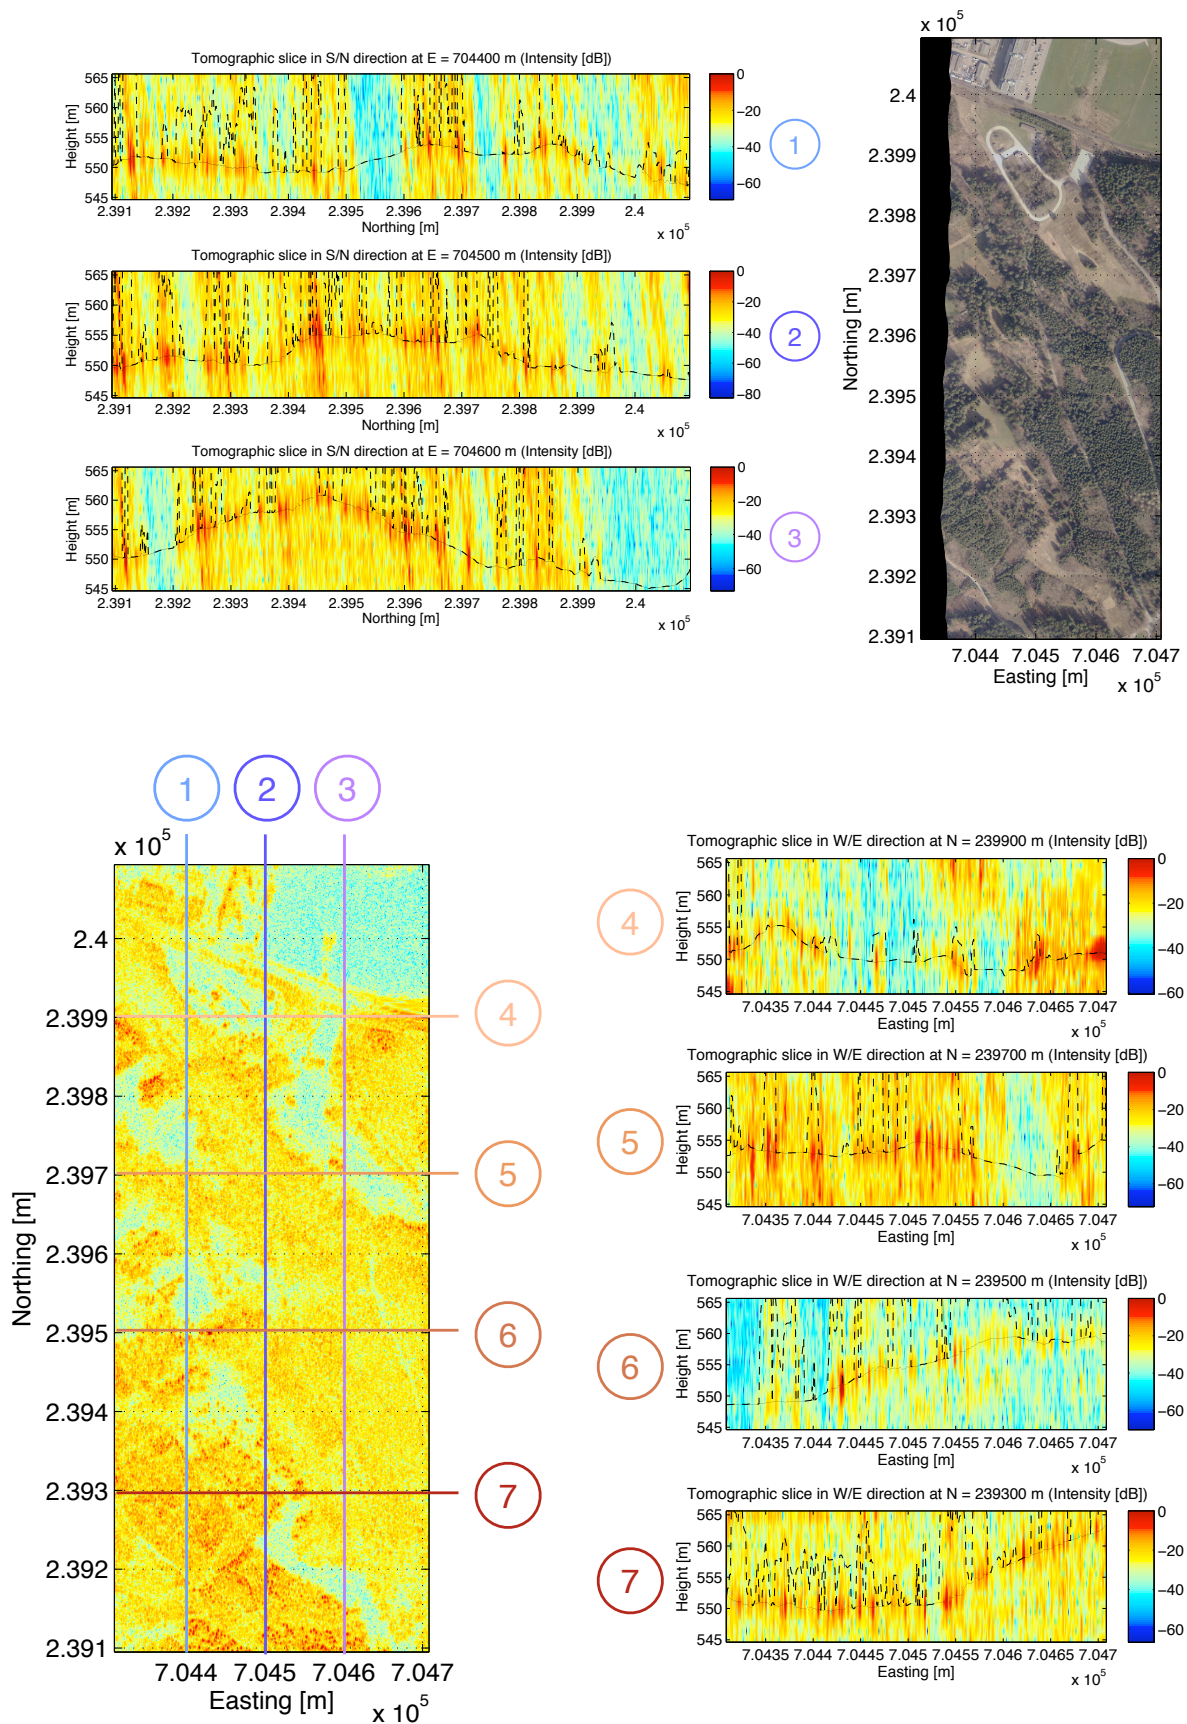 Tomographic slice in S/N direction at E = 704400 m (Intensity [dB])
Height [m]
565
560
555
550
545
2.391 2.392 2.393 2.394 2.395 2.396 2.397 2.398 2.399 2.4
Northing [m]
x 10^5
0
−20
−40
−60
1
Tomographic slice in S/N direction at E = 704500 m (Intensity [dB])
Height [m]
565
560
555
550
545
2.391 2.392 2.393 2.394 2.395 2.396 2.397 2.398 2.399 2.4
Northing [m]
x 10^5
0
−20
−40
−60
−80
2
Tomographic slice in S/N direction at E = 704600 m (Intensity [dB])
Height [m]
565
560
555
550
545
2.391 2.392 2.393 2.394 2.395 2.396 2.397 2.398 2.399 2.4
Northing [m]
x 10^5
0
−20
−40
−60
3
x 10^5
Northing [m]
2.4
2.399
2.398
2.397
2.396
2.395
2.394
2.393
2.392
2.391
7.044 7.045 7.046 7.047
Easting [m]
x 10^5
1 2 3
x 10^5
Northing [m]
2.4
2.399
2.398
2.397
2.396
2.395
2.394
2.393
2.392
2.391
4
5
6
7
7.044 7.045 7.046 7.047
Easting [m]
x 10^5
Tomographic slice in W/E direction at N = 239900 m (Intensity [dB])
4
Height [m]
565
560
555
550
545
7.0435 7.044 7.0445 7.045 7.0455 7.046 7.0465 7.047
Easting [m]
x 10^5
0
−20
−40
−60
Tomographic slice in W/E direction at N = 239700 m (Intensity [dB])
5
Height [m]
565
560
555
550
545
7.0435 7.044 7.0445 7.045 7.0455 7.046 7.0465 7.047
Easting [m]
x 10^5
0
−20
−40
−60
Tomographic slice in W/E direction at N = 239500 m (Intensity [dB])
6
Height [m]
565
560
555
550
545
7.0435 7.044 7.0445 7.045 7.0455 7.046 7.0465 7.047
Easting [m]
x 10^5
0
−20
−40
−60
Tomographic slice in W/E direction at N = 239300 m (Intensity [dB])
7
Height [m]
565
560
555
550
545
7.0435 7.044 7.0445 7.045 7.0455 7.046 7.0465 7.047
Easting [m]
x 10^5
0
−20
−40
−60